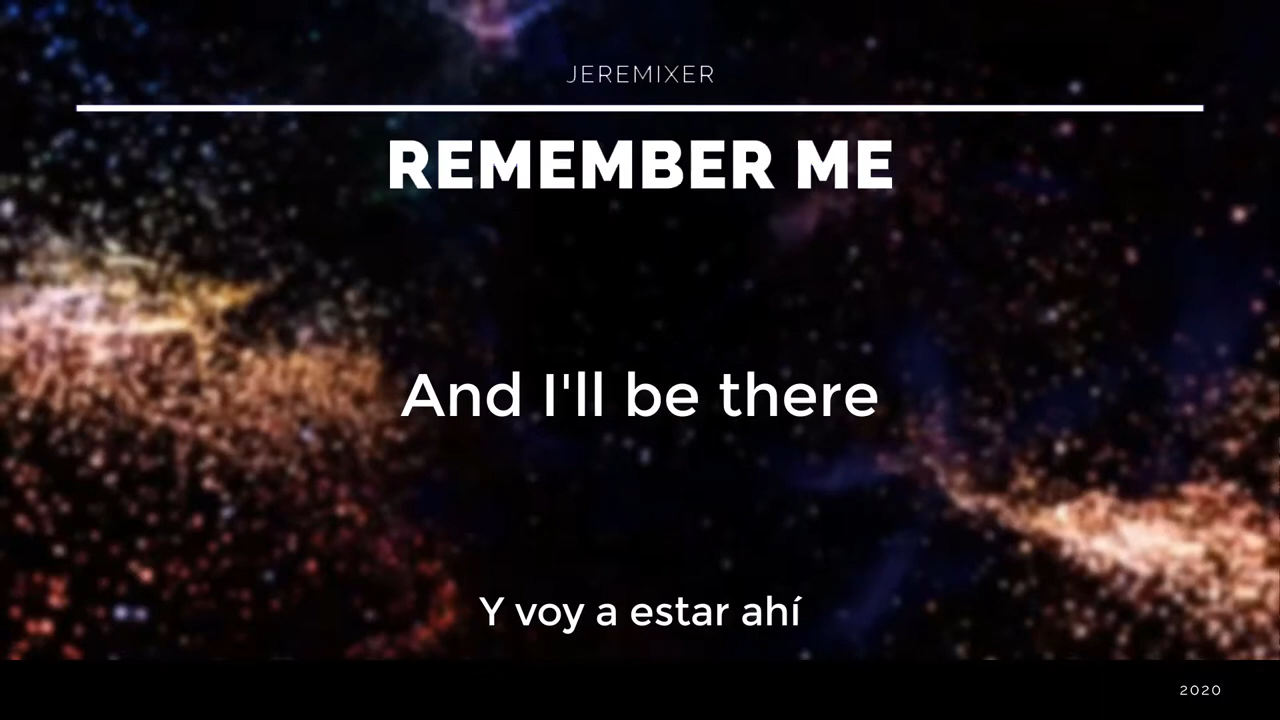 JEREMIXER
REMEMBER ME
And I'll be there
Y voy a estar ahí
2020